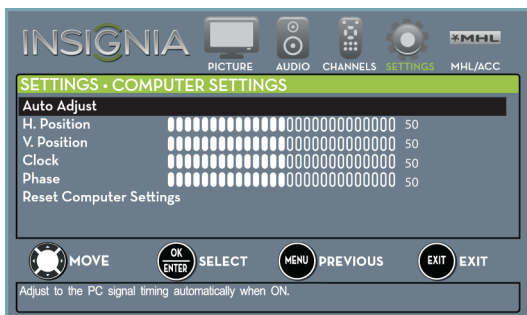 INSIGNIA
PICTURE AUDIO CHANNELS SETTINGS MHL MHL/ACC
SETTINGS • COMPUTER SETTINGS
Auto Adjust
H. Position 50
V. Position 50
Clock 50
Phase 50
Reset Computer Settings
MOVE OK ENTER SELECT MENU PREVIOUS EXIT EXIT
Adjust to the PC signal timing automatically when ON.